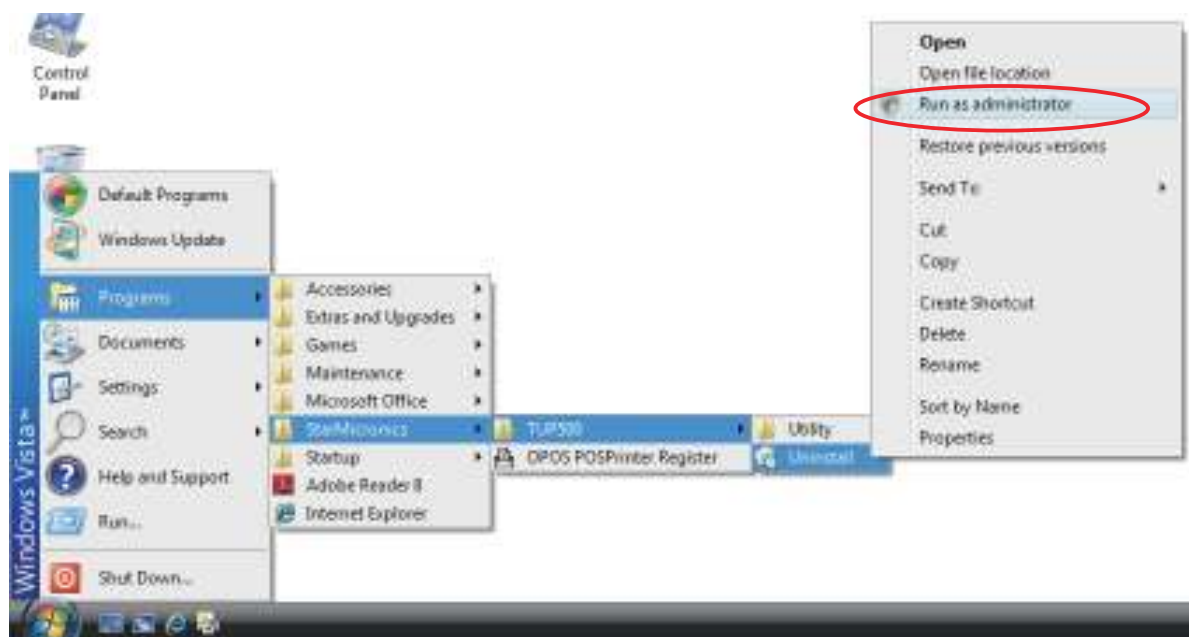 Control
Panel
Default Programs
Windows Update
Programs
Documents
Settings
Search
Help and Support
Run...
Shut Down...
Windows Vista™
Accessories
Extras and Upgrades
Games
Maintenance
Microsoft Office
StarMicronics
Startup
Adobe Reader 8
Internet Explorer
TUP500
OPOS POSPrinter Register
Utility
Uninstall
Open
Open file location
Run as administrator
Restore previous versions
Send To
Cut
Copy
Create Shortcut
Delete
Rename
Sort by Name
Properties